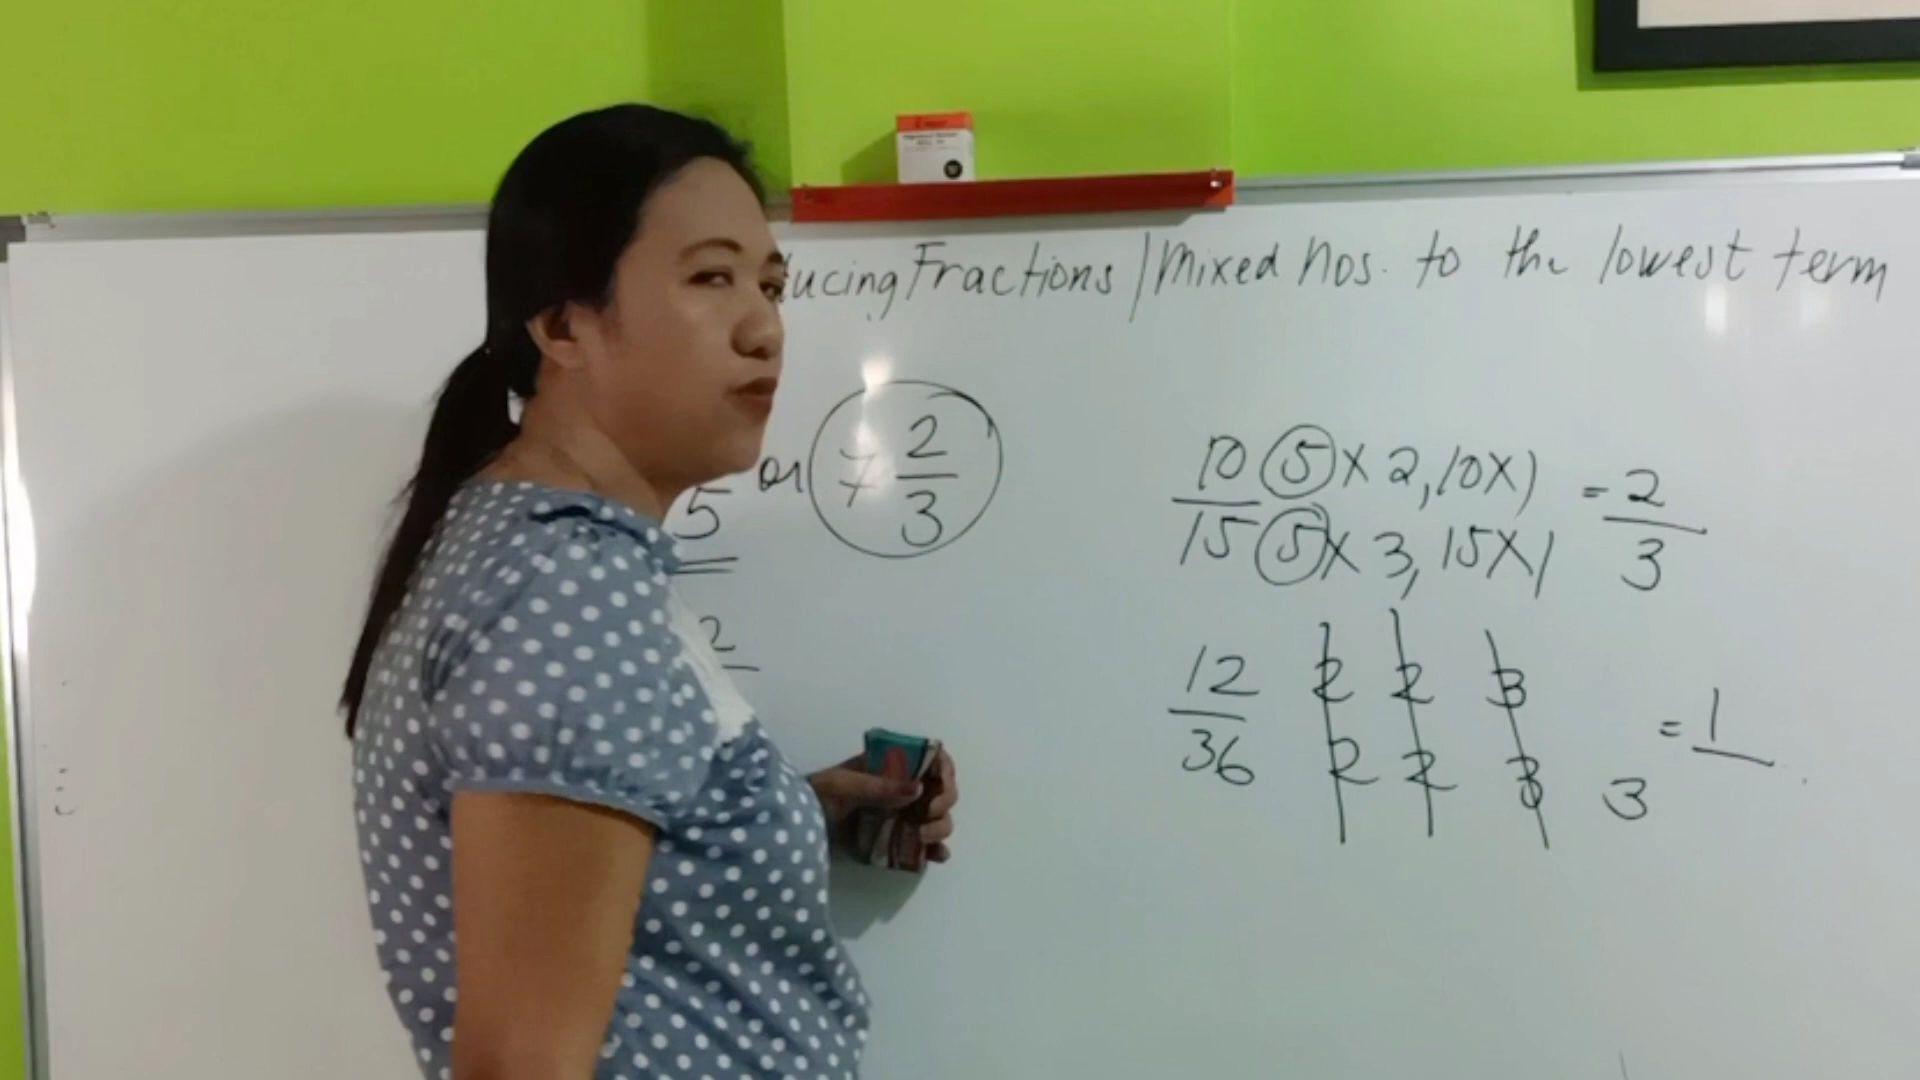 ducing Fractions / Mixed Nos. to the lowest term
5 or 7 2/3
2
10 5 x 2, 10 x 1 = 2
15 5 x 3, 15 x 1 3
12 2 2 3 = 1
36 2 2 3 3